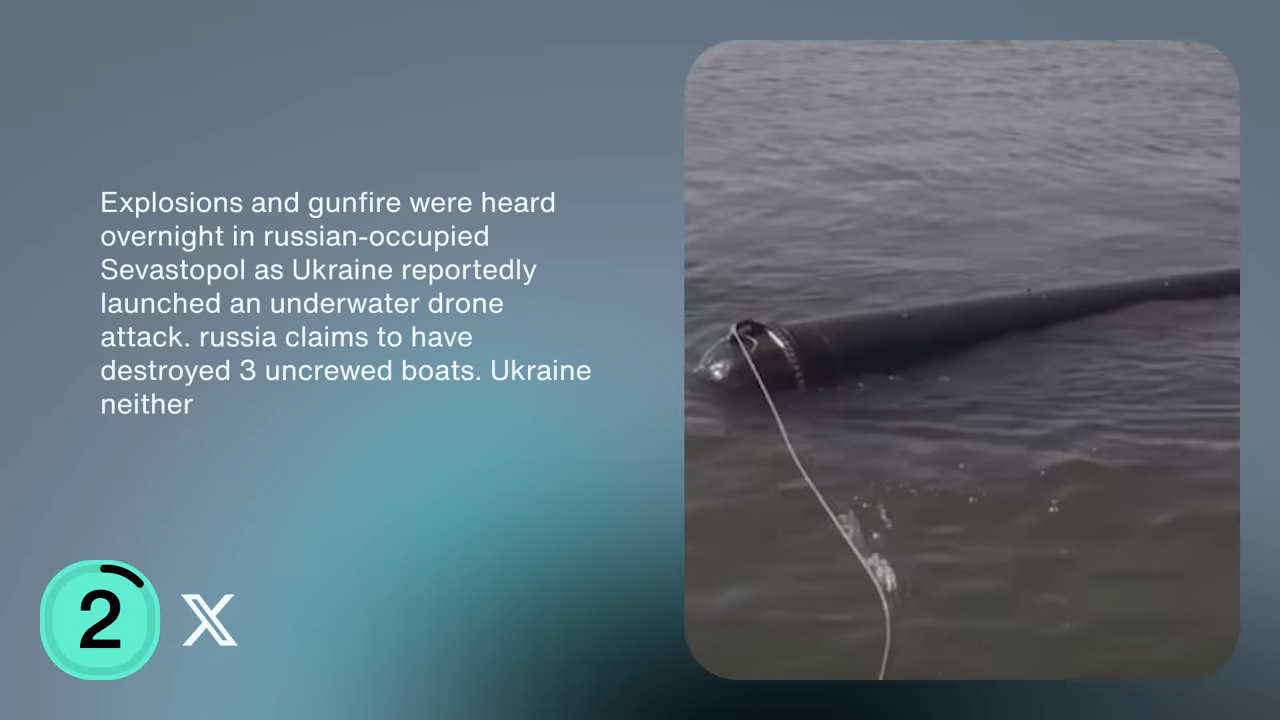 Explosions and gunfire were heard
overnight in russian-occupied
Sevastopol as Ukraine reportedly
launched an underwater drone
attack. russia claims to have
destroyed 3 uncrewed boats. Ukraine
neither
2